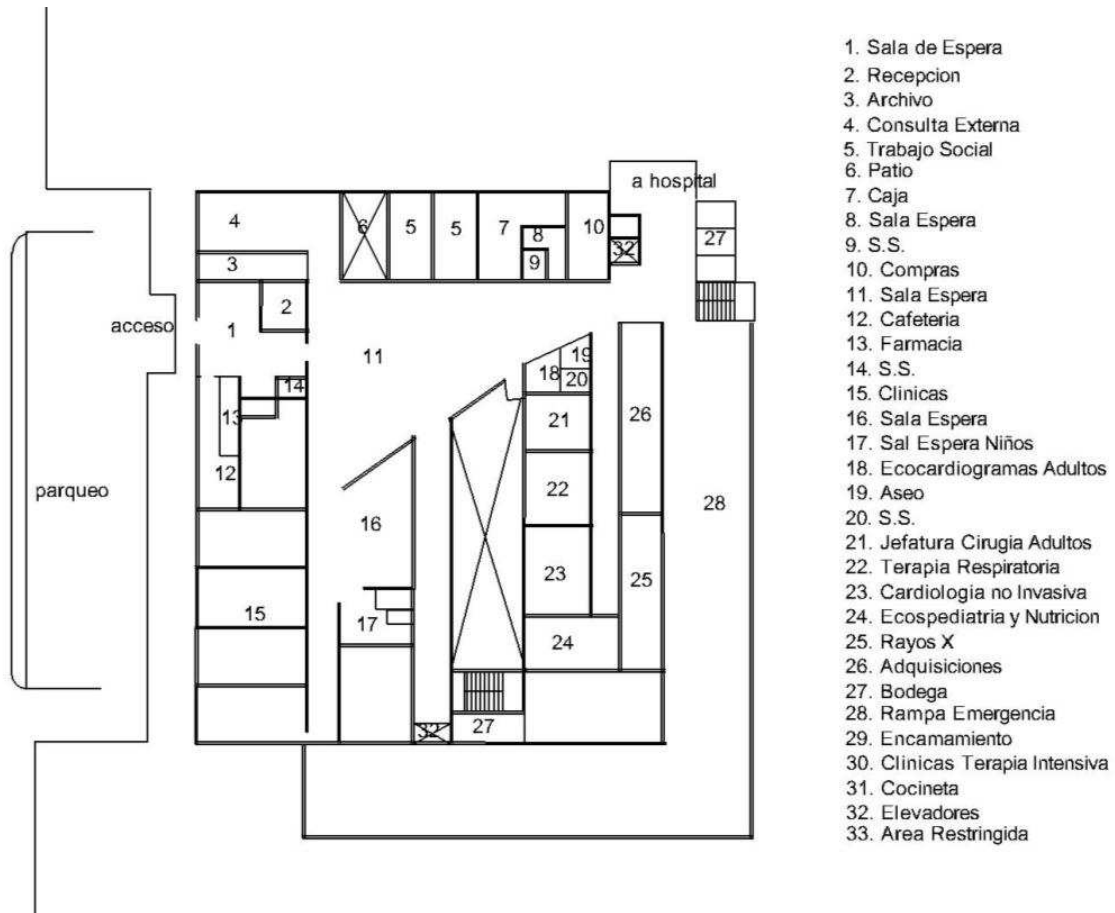 a hospital
4
6
5
5
7
8
9
10
32
27
3
2
acceso
1
11
14
13
12
18
19
20
21
26
parqueo
22
28
16
23
25
15
17
24
32
27
1. Sala de Espera
2. Recepcion
3. Archivo
4. Consulta Externa
5. Trabajo Social
6. Patio
7. Caja
8. Sala Espera
9. S.S.
10. Compras
11. Sala Espera
12. Cafeteria
13. Farmacia
14. S.S.
15. Clinicas
16. Sala Espera
17. Sal Espera Niños
18. Ecocardiogramas Adultos
19. Aseo
20. S.S.
21. Jefatura Cirugia Adultos
22. Terapia Respiratoria
23. Cardiologia no Invasiva
24. Ecospediatria y Nutricion
25. Rayos X
26. Adquisiciones
27. Bodega
28. Rampa Emergencia
29. Encamamiento
30. Clinicas Terapia Intensiva
31. Cocineta
32. Elevadores
33. Area Restringida